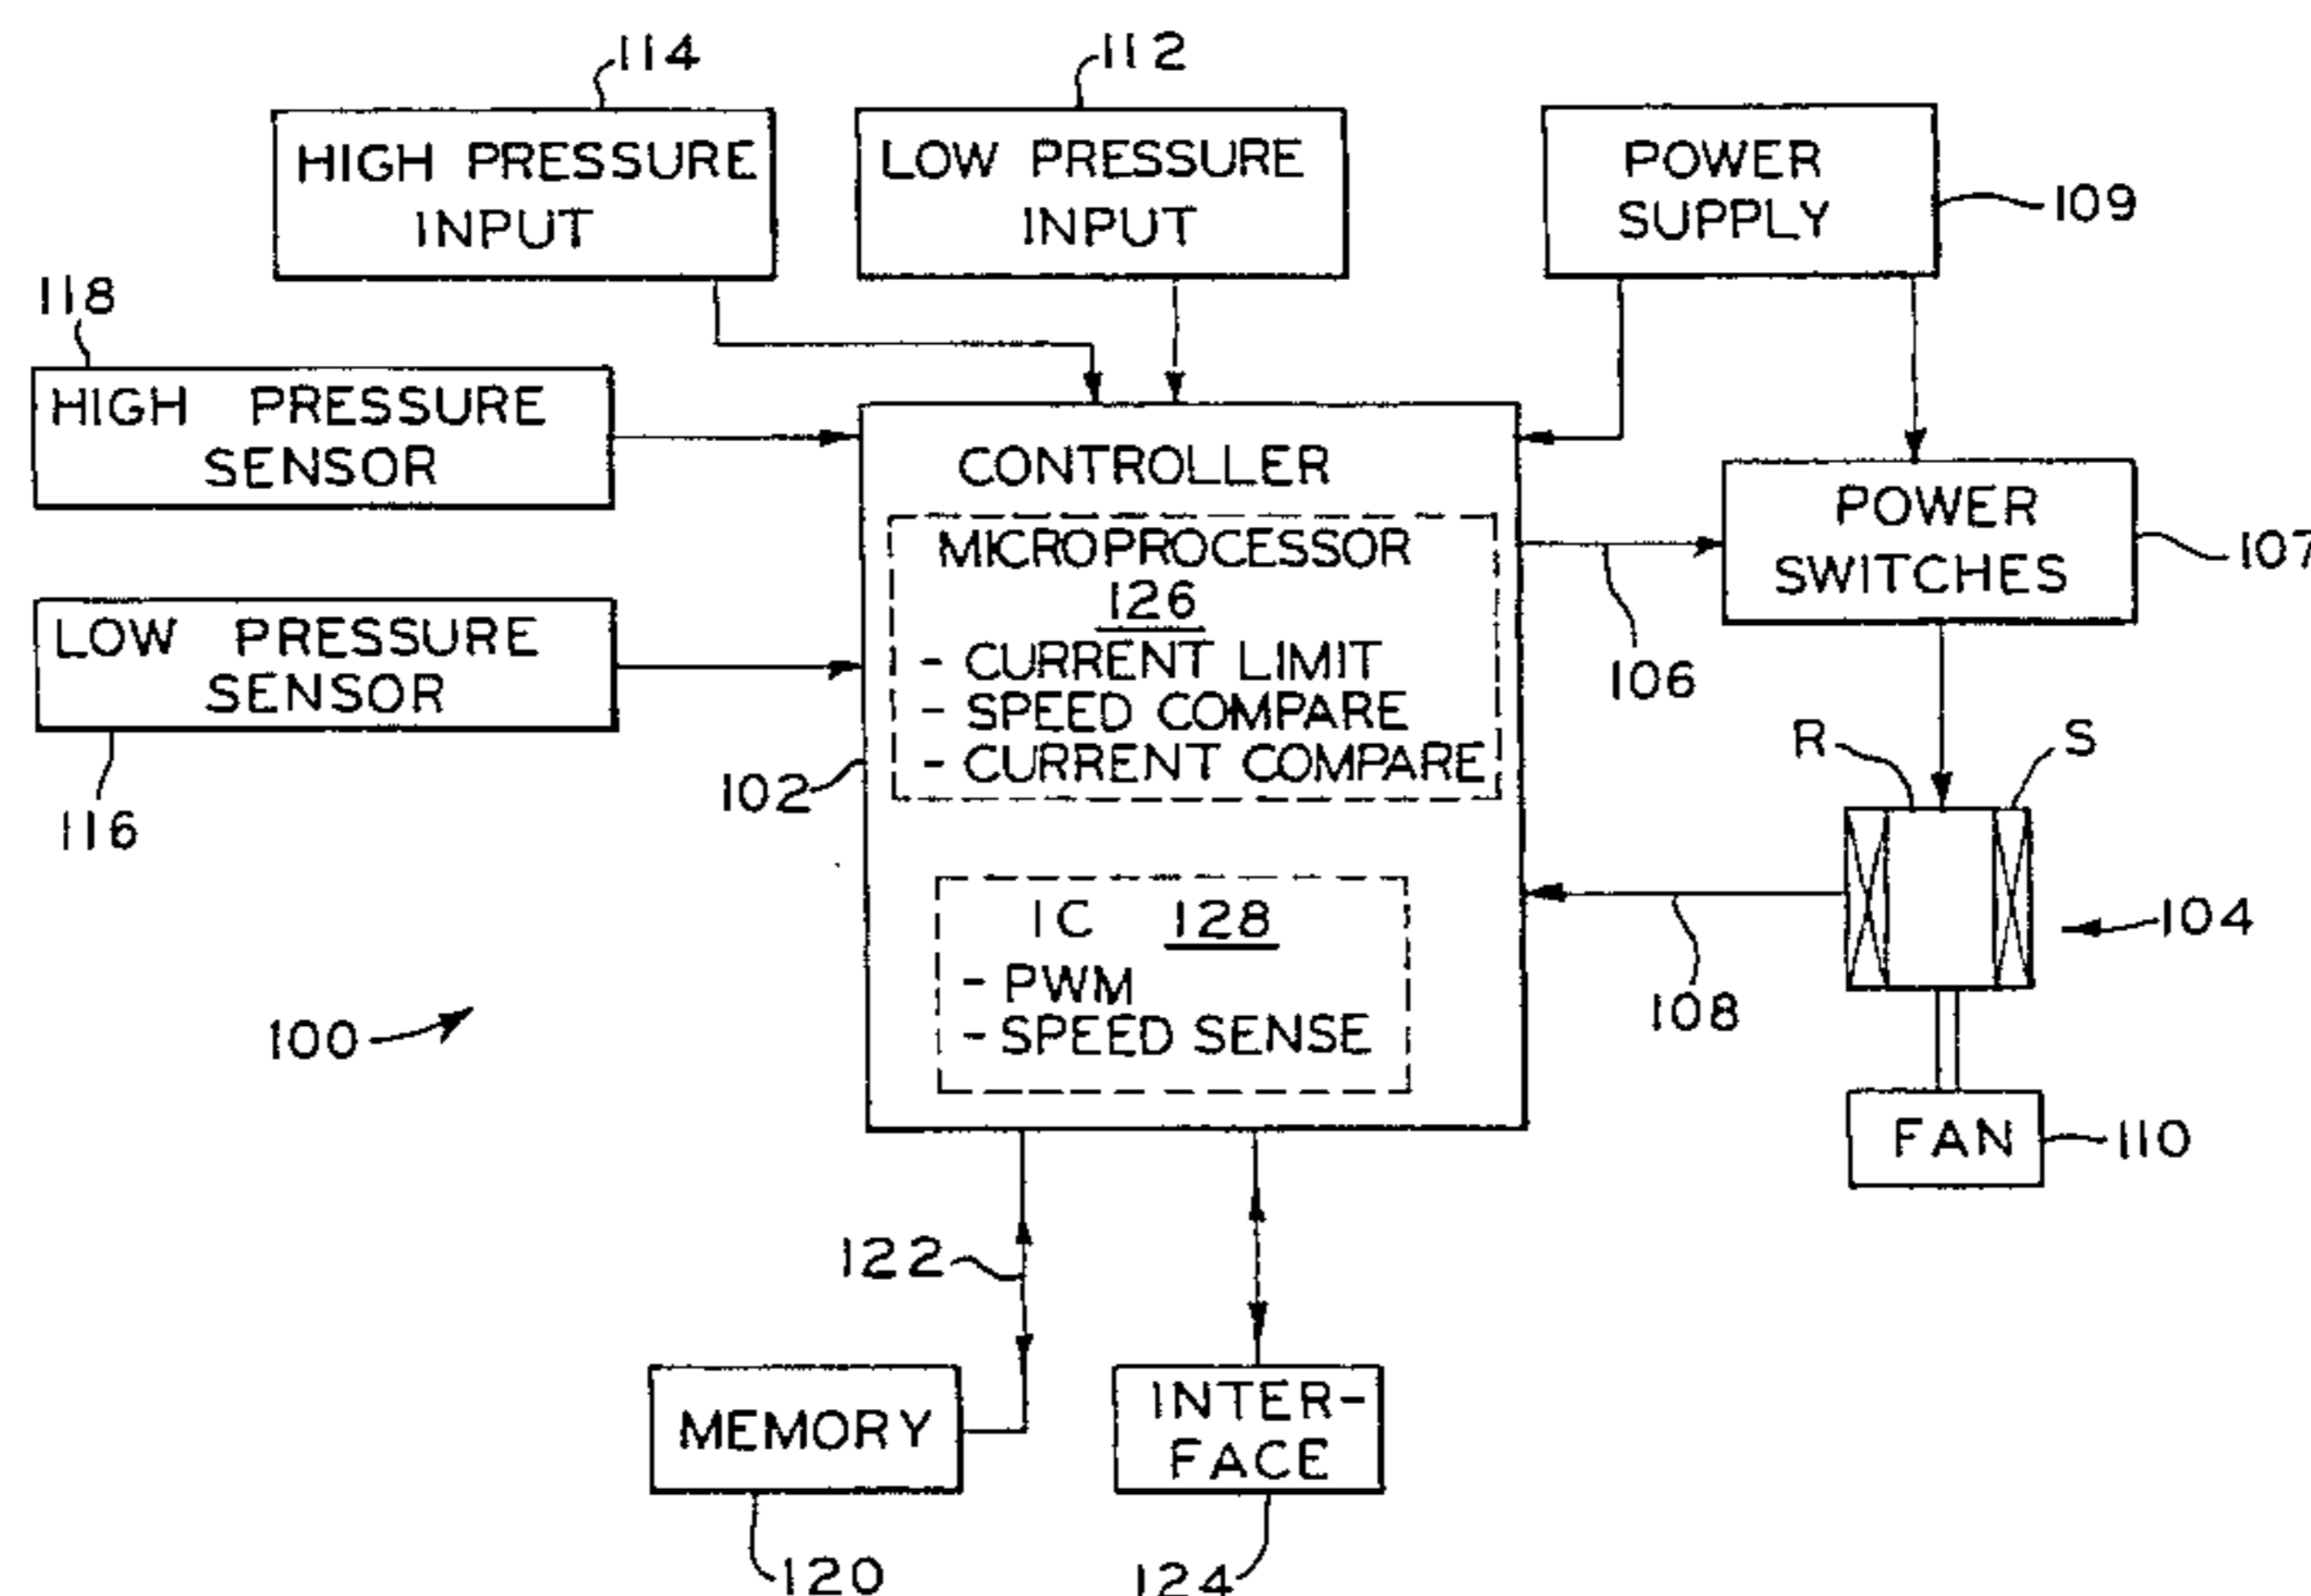 114
112
HIGH PRESSURE
INPUT
LOW PRESSURE
INPUT
POWER
SUPPLY
109
118
HIGH PRESSURE
SENSOR
LOW PRESSURE
SENSOR
116
CONTROLLER
MICROPROCESSOR
126
- CURRENT LIMIT
- SPEED COMPARE
- CURRENT COMPARE
102
IC 128
- PWM
- SPEED SENSE
106
POWER
SWITCHES
107
R
S
104
108
FAN
110
100
122
MEMORY
120
INTER-
FACE
124